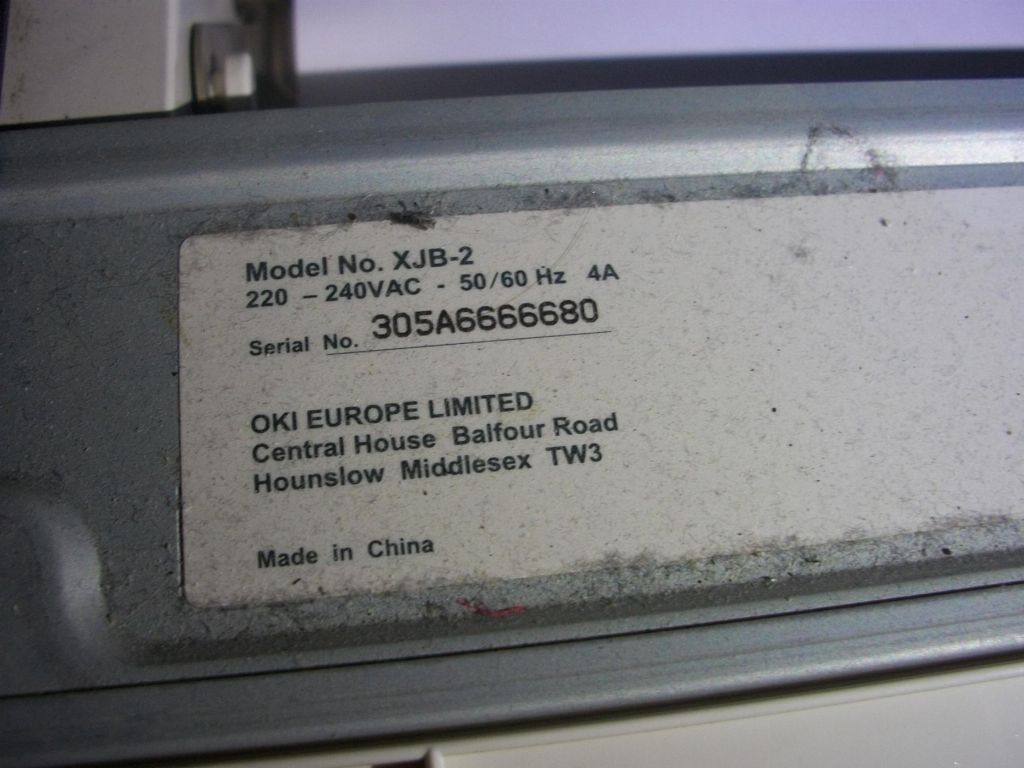 Model No. XJB-2
220 – 240VAC - 50/60 Hz 4A
Serial No. 305A6666680
OKI EUROPE LIMITED
Central House Balfour Road
Hounslow Middlesex TW3
Made in China